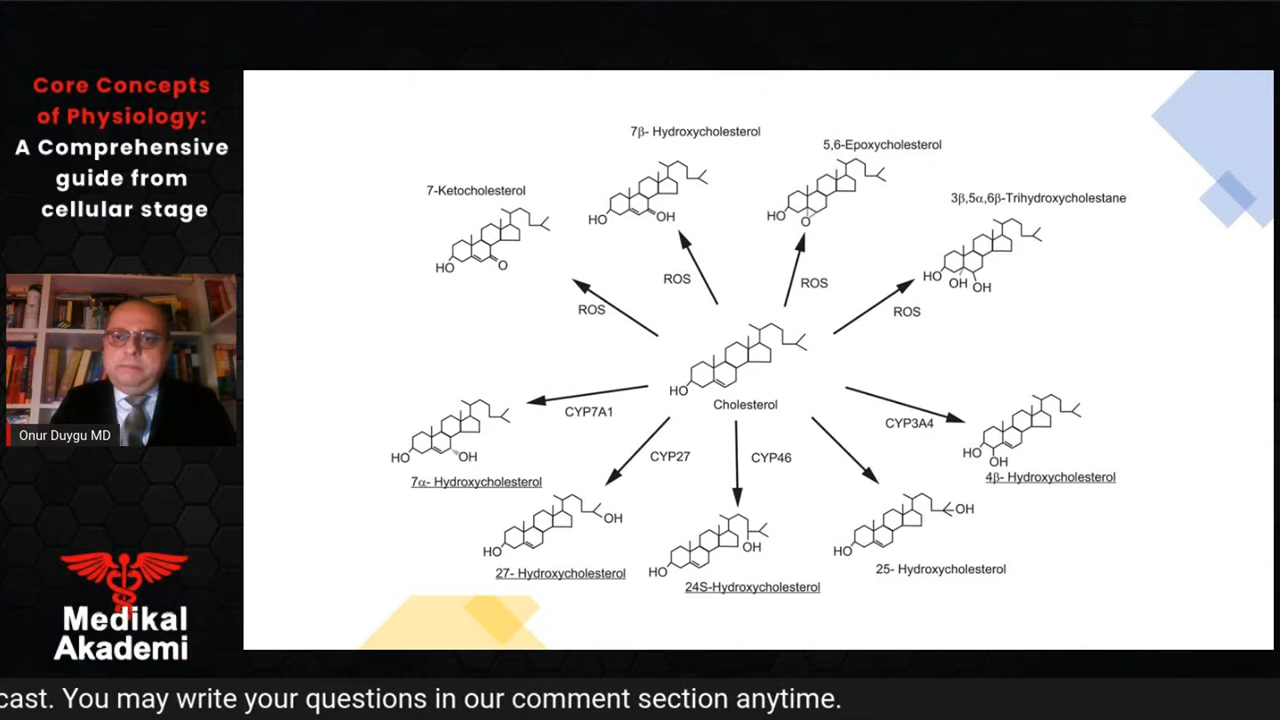 Core Concepts
of Physiology:
A Comprehensive
guide from
cellular stage
Onur Duygu MD
Medikal
Akademi
7β- Hydroxycholesterol
HO
OH
5,6-Epoxycholesterol
HO
O
7-Ketocholesterol
HO
O
3β,5α,6β-Trihydroxycholestane
HO
OH
OH
ROS
ROS
ROS
ROS
HO
Cholesterol
CYP7A1
CYP3A4
CYP27
CYP46
HO
OH
7α- Hydroxycholesterol
HO
OH
4β- Hydroxycholesterol
HO
OH
27- Hydroxycholesterol
HO
OH
24S-Hydroxycholesterol
HO
OH
25- Hydroxycholesterol
cast. You may write your questions in our comment section anytime.